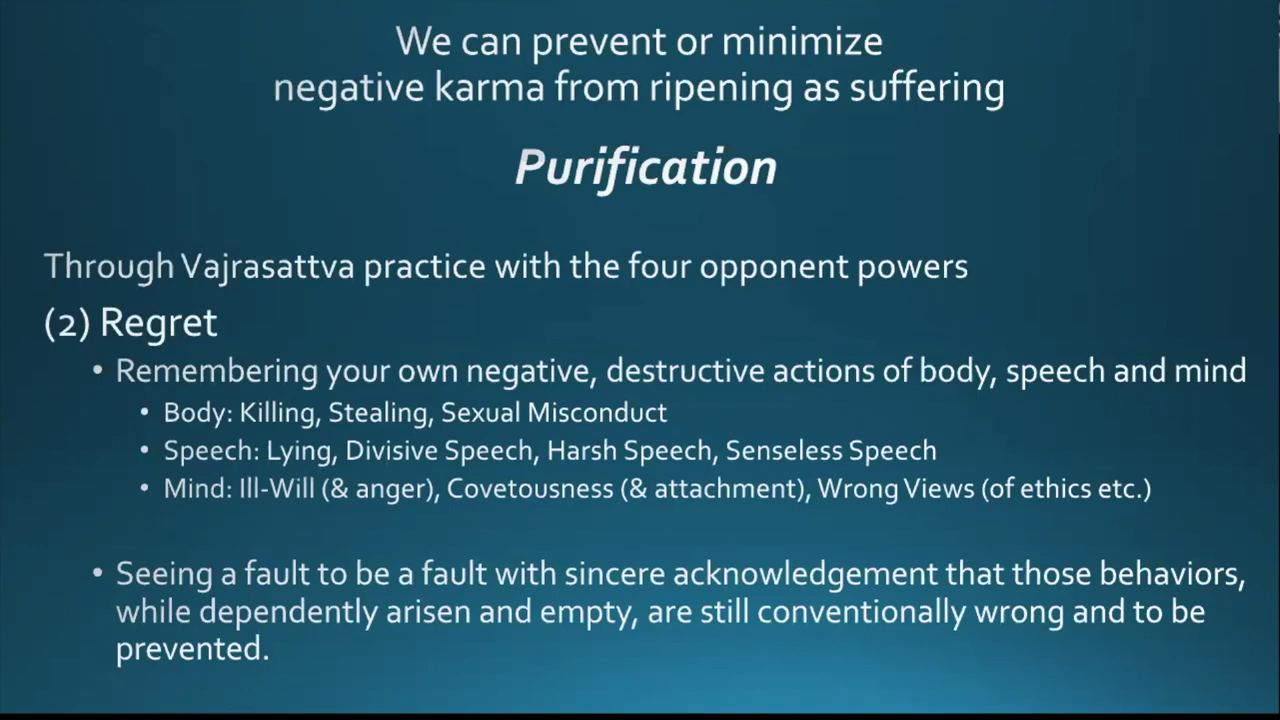 We can prevent or minimize
negative karma from ripening as suffering
Purification
Through Vajrasattva practice with the four opponent powers
(2) Regret
• Remembering your own negative, destructive actions of body, speech and mind
• Body: Killing, Stealing, Sexual Misconduct
• Speech: Lying, Divisive Speech, Harsh Speech, Senseless Speech
• Mind: Ill-Will (& anger), Covetousness (& attachment), Wrong Views (of ethics etc.)
• Seeing a fault to be a fault with sincere acknowledgement that those behaviors,
while dependently arisen and empty, are still conventionally wrong and to be
prevented.